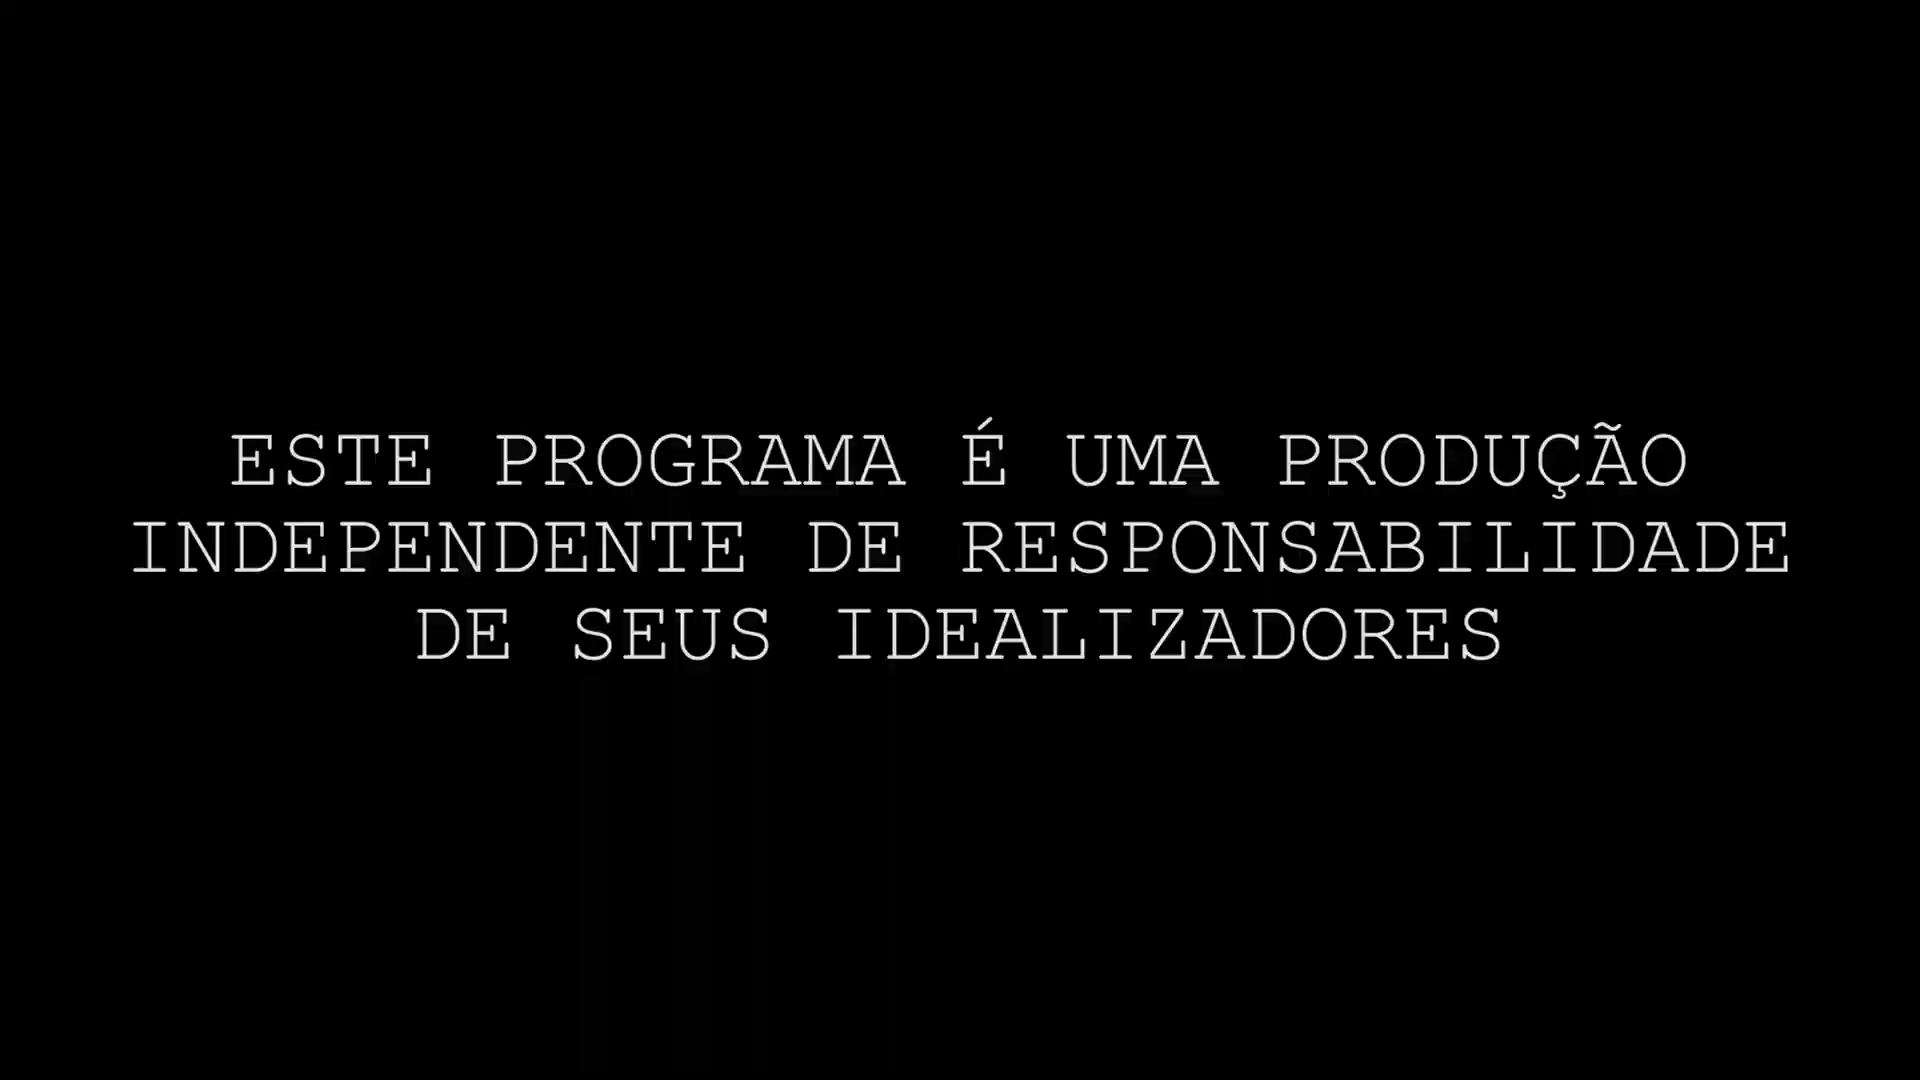 ESTE PROGRAMA É UMA PRODUÇÃO
INDEPENDENTE DE RESPONSABILIDADE
DE SEUS IDEALIZADORES